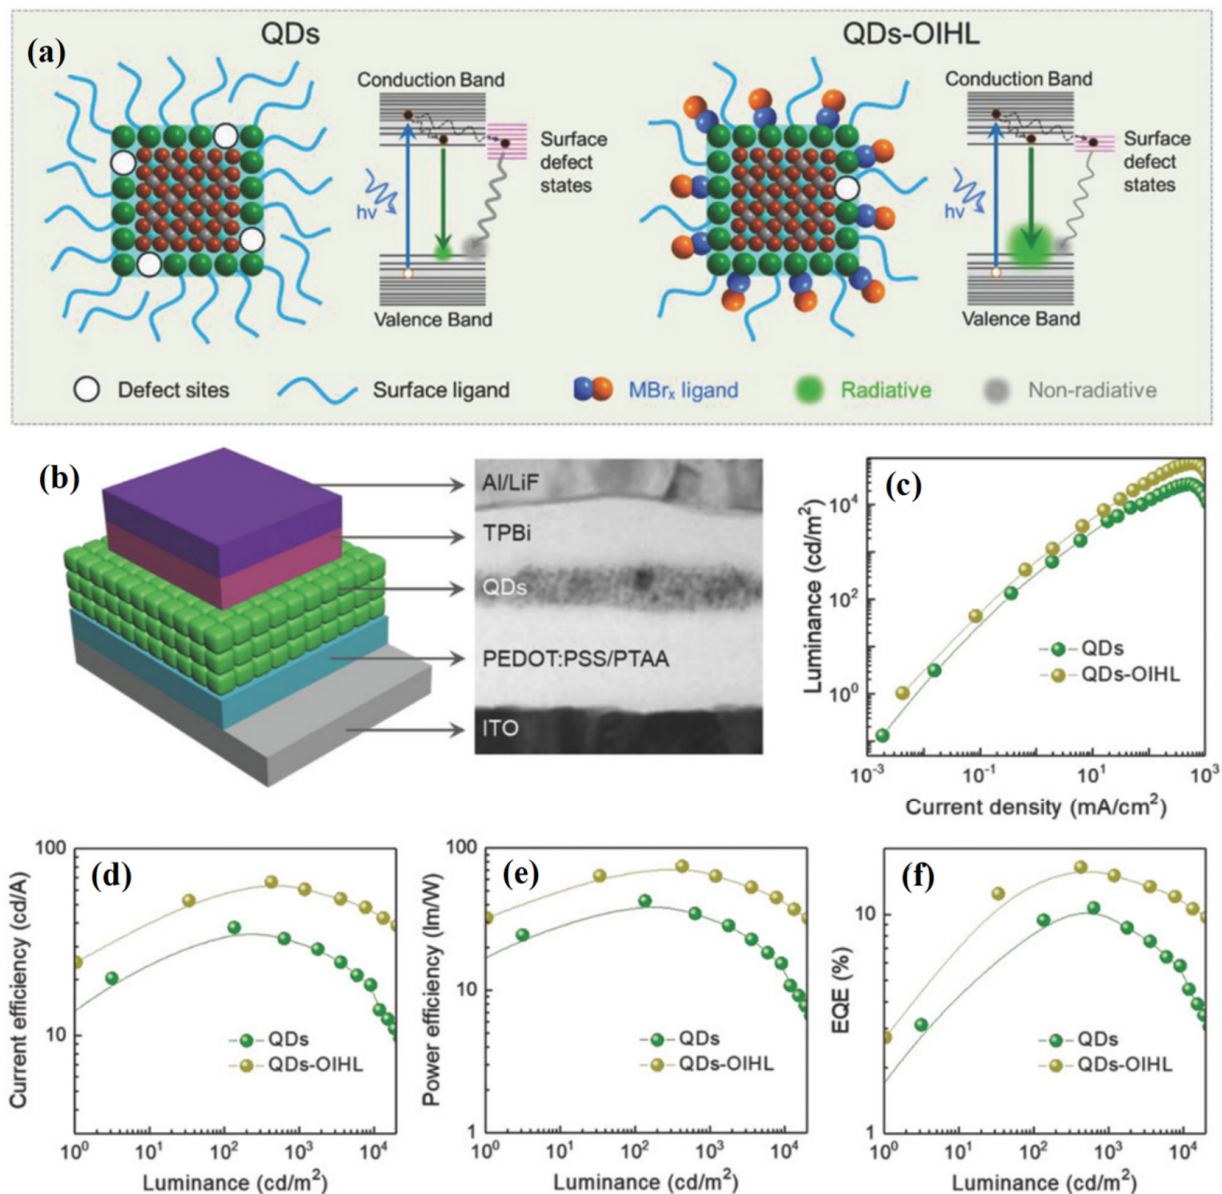 (a)
QDs
QDs-OIHL
Conduction Band
Surface
defect
states
hν
Valence Band
Conduction Band
Surface
defect
states
hν
Valence Band
Defect sites
Surface ligand
MBrₓ ligand
Radiative
Non-radiative
(b)
Al/LiF
TPBi
QDs
PEDOT:PSS/PTAA
ITO
(c)
Luminance (cd/m²)
10⁴
10²
10⁰
QDs
QDs-OIHL
10⁻³
10⁻¹
10¹
10³
Current density (mA/cm²)
(d)
Current efficiency (cd/A)
100
10
QDs
QDs-OIHL
10⁰
10¹
10²
10³
10⁴
Luminance (cd/m²)
(e)
Power efficiency (lm/W)
100
10
1
QDs
QDs-OIHL
10⁰
10¹
10²
10³
10⁴
Luminance (cd/m²)
(f)
EQE (%)
10
1
QDs
QDs-OIHL
10⁰
10¹
10²
10³
10⁴
Luminance (cd/m²)